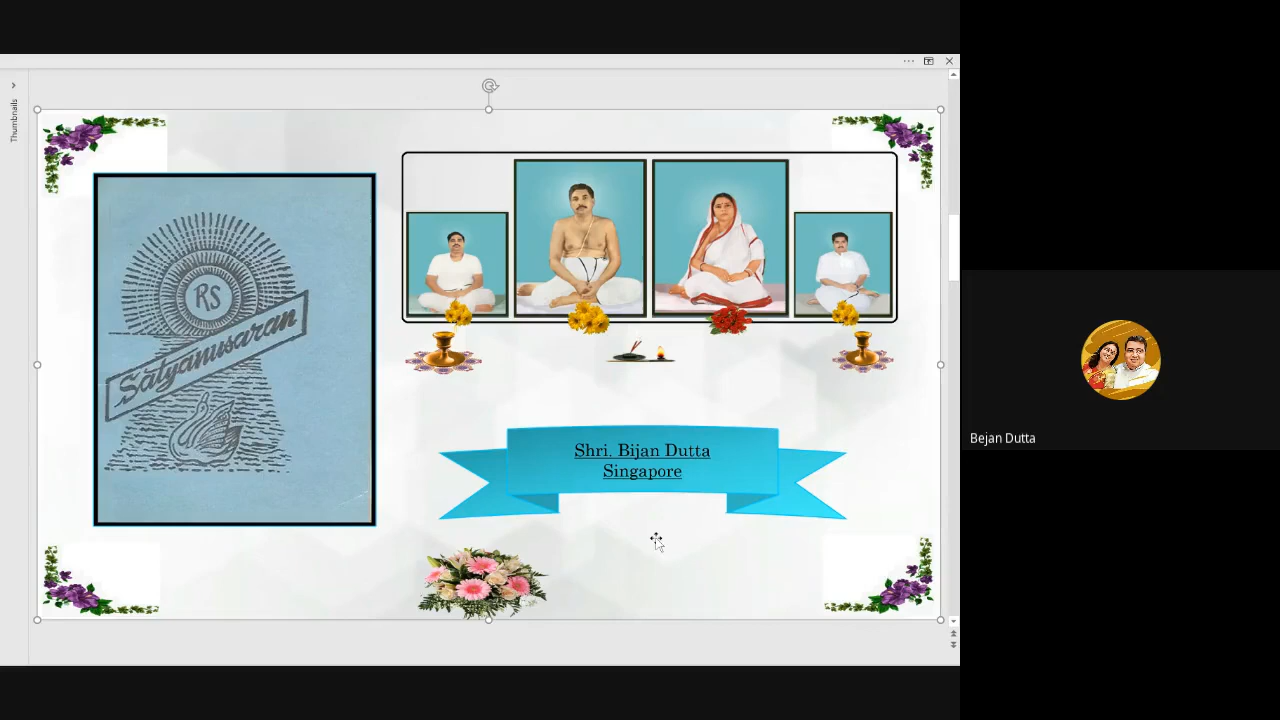 Thumbnails
RS
Satyanusaran
Shri. Bijan Dutta
Singapore
Bejan Dutta